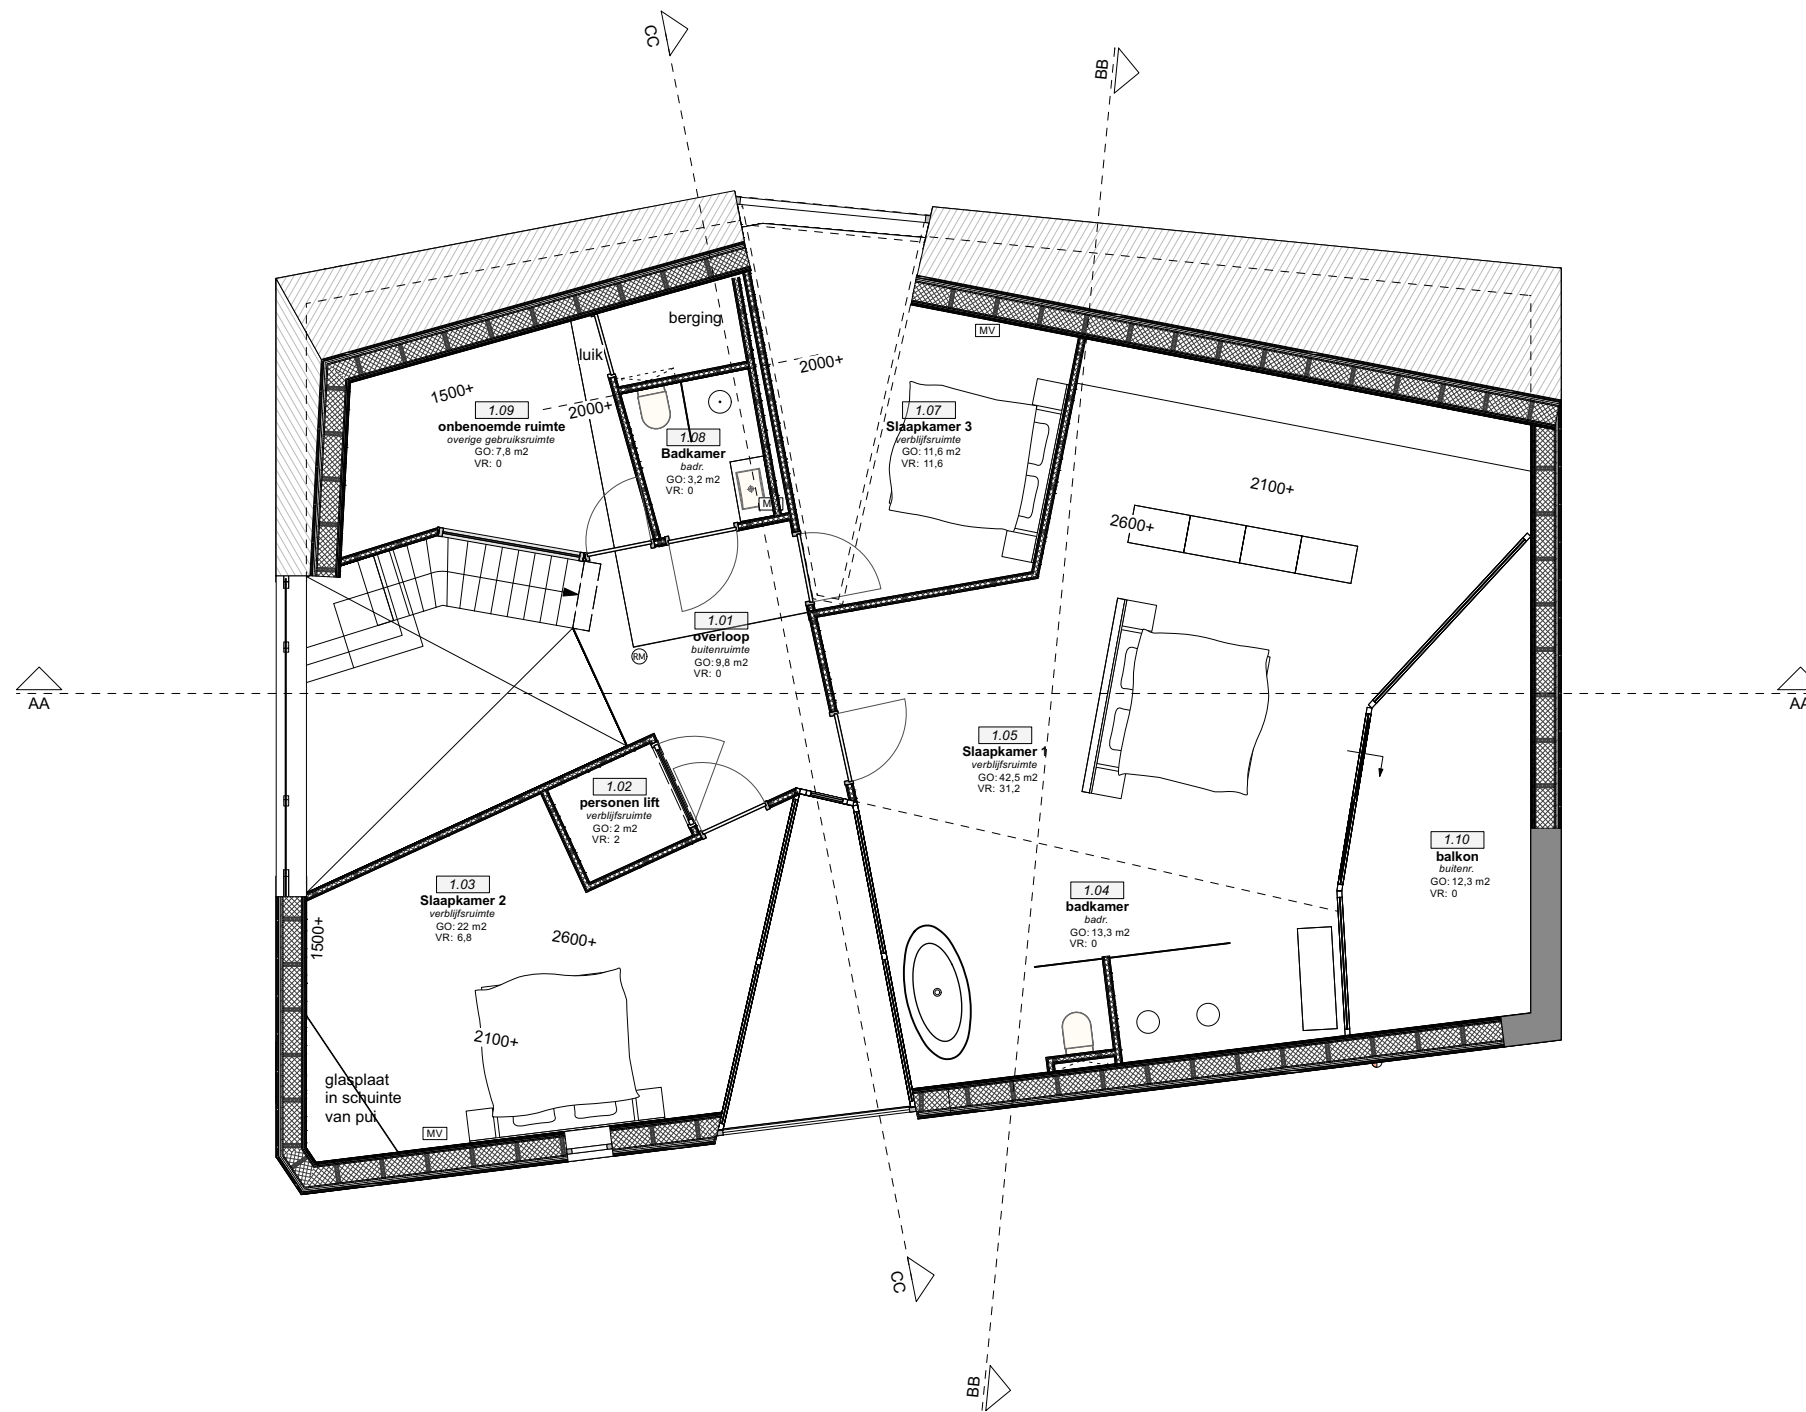 CC
BB
berging
luik
MV
2000+
1500+
2000+
1.09
onbenoemde ruimte
overige gebruiksruimte
GO: 7,8 m2
VR: 0
1.08
Badkamer
badr.
GO: 3,2 m2
VR: 0
1.07
Slaapkamer 3
verblijfsruimte
GO: 11,6 m2
VR: 11,6
2100+
2600+
1.01
overloop
buitenruimte
GO: 9,8 m2
VR: 0
RM
AA
AA
1.05
Slaapkamer 1
verblijfsruimte
GO: 42,5 m2
VR: 31,2
1.02
personen lift
verblijfsruimte
GO: 2 m2
VR: 2
1.10
balkon
buitenr.
GO: 12,3 m2
VR: 0
1.03
Slaapkamer 2
verblijfsruimte
GO: 22 m2
VR: 6,8
1.04
badkamer
badr.
GO: 13,3 m2
VR: 0
1500+
2600+
2100+
glasplaat
in schuinte
van pui
MV
CC
BB